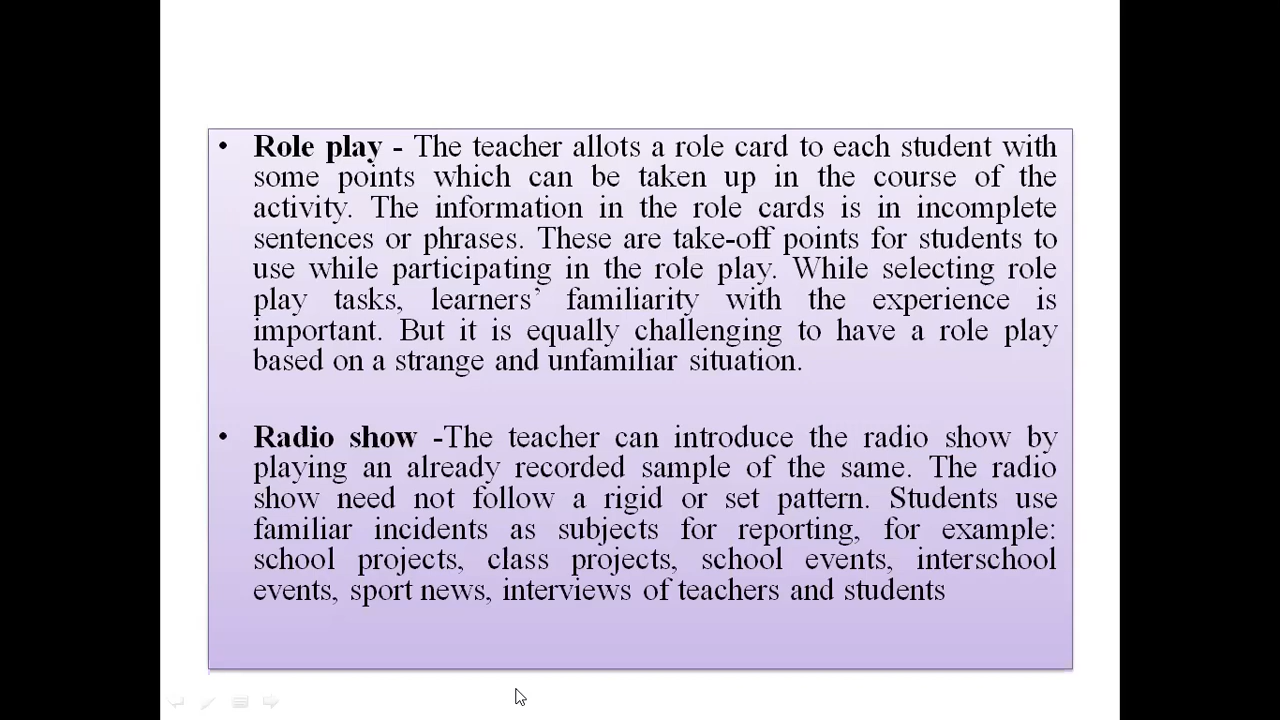 • Role play - The teacher allots a role card to each student with
some points which can be taken up in the course of the
activity. The information in the role cards is in incomplete
sentences or phrases. These are take-off points for students to
use while participating in the role play. While selecting role
play tasks, learners’ familiarity with the experience is
important. But it is equally challenging to have a role play
based on a strange and unfamiliar situation.
• Radio show -The teacher can introduce the radio show by
playing an already recorded sample of the same. The radio
show need not follow a rigid or set pattern. Students use
familiar incidents as subjects for reporting, for example:
school projects, class projects, school events, interschool
events, sport news, interviews of teachers and students